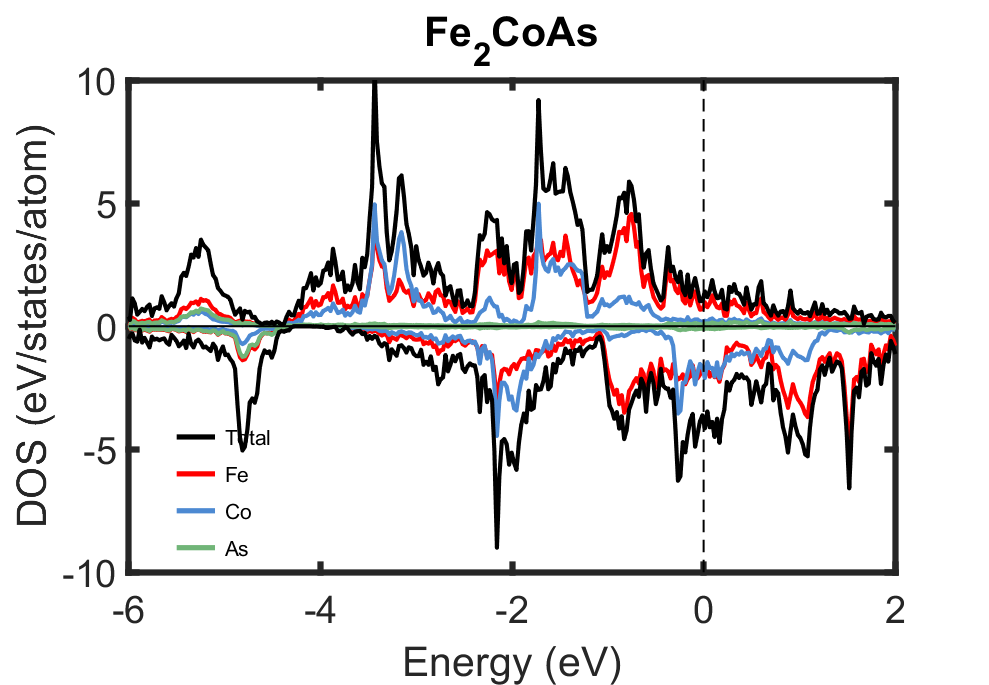 Fe₂CoAs
DOS (eV/states/atom)
10
5
0
-5
-10
Total
Fe
Co
As
-6 -4 -2 0 2
Energy (eV)